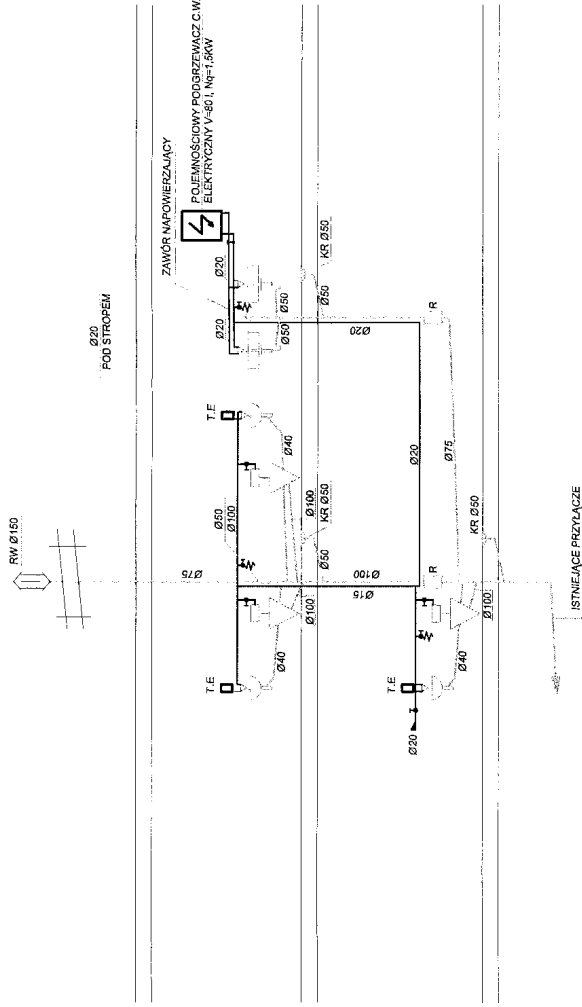 RW Ø150
Ø20
POD STROPEM
ZAWÓR NAPOWIERZAJĄCY
POJEMNOŚCIOWY PODGRZEWACZ C.W.
ELEKTRYCZNY V=80 l, Nq=1,5KW
Ø20
Ø20
Ø50
Ø50
KR Ø50
Ø50
T.E
Ø40
Ø50
Ø100
Ø75
Ø100
KR Ø50
Ø50
T.E
Ø40
Ø100
Ø100
Ø15
Ø20
Ø20
R
R
Ø75
KR Ø50
T.E
Ø40
Ø100
Ø20
ISTNIEJĄCE PRZYŁĄCZE